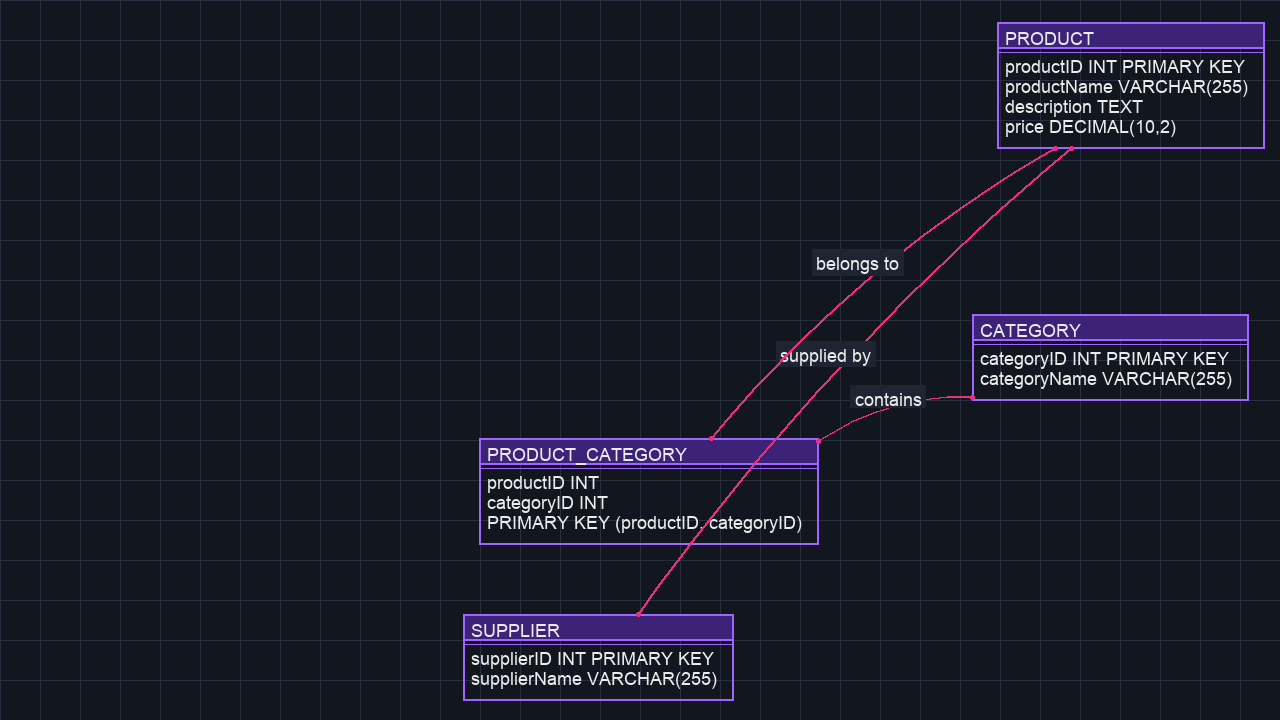 PRODUCT
productID INT PRIMARY KEY
productName VARCHAR(255)
description TEXT
price DECIMAL(10,2)
belongs to
supplied by
contains
CATEGORY
categoryID INT PRIMARY KEY
categoryName VARCHAR(255)
PRODUCT_CATEGORY
productID INT
categoryID INT
PRIMARY KEY (productID, categoryID)
SUPPLIER
supplierID INT PRIMARY KEY
supplierName VARCHAR(255)